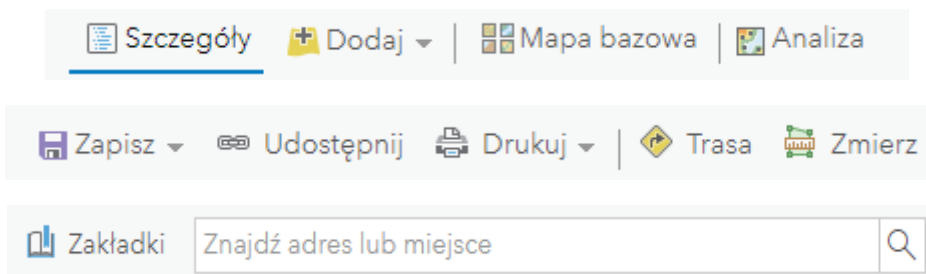 Szczegóły Dodaj | Mapa bazowa | Analiza
Zapisz Udostępnij Drukuj | Trasa Zmierz
Zakładki Znajdź adres lub miejsce